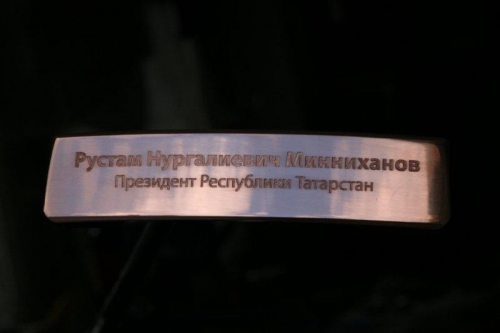 Рустам Нургалиевич Минниханов
Президент Республики Татарстан